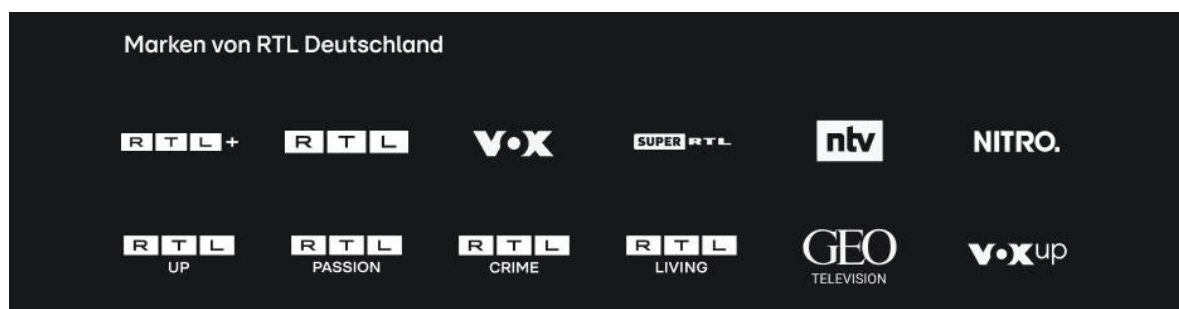 Marken von RTL Deutschland
RTL+ RTL VOX SUPER RTL ntv NITRO.
RTL RTL RTL RTL GEO VOXup
UP PASSION CRIME LIVING TELEVISION